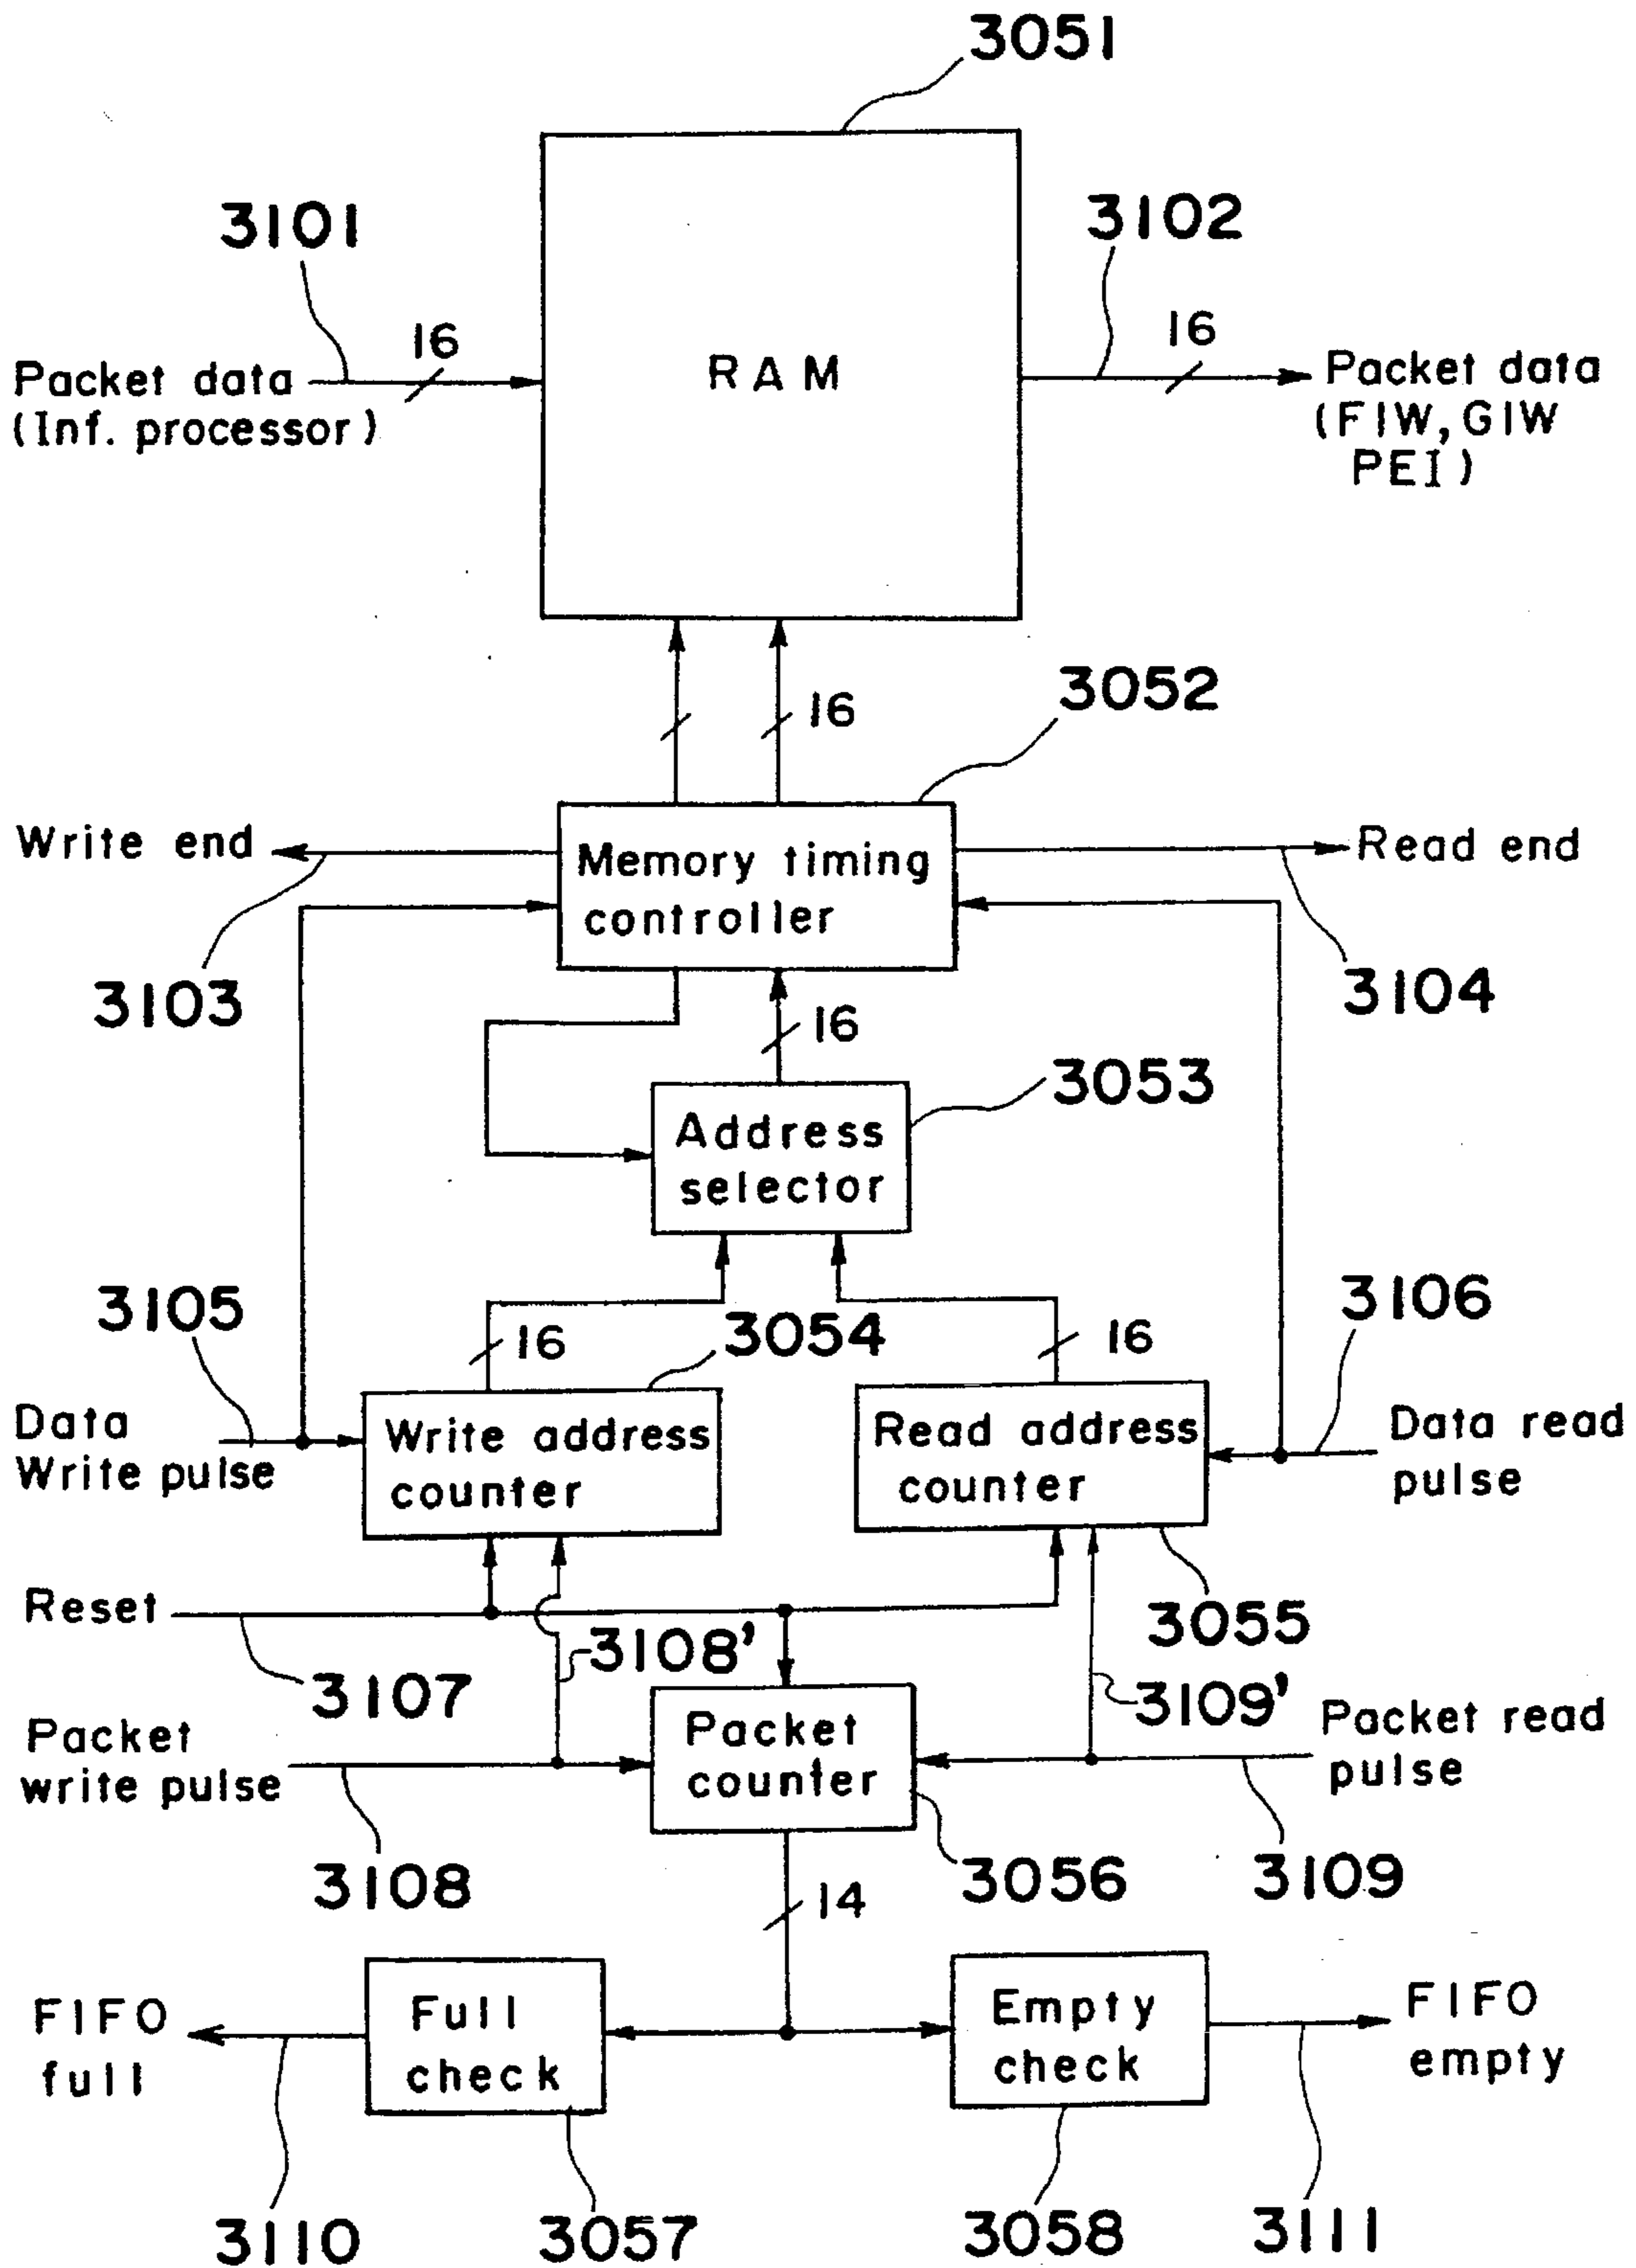 3051
3101
3102
16
16
Packet data
(Inf. processor)
RAM
Packet data
(FIW, GIW
PEI)
16
3052
Write end
Memory timing
controller
Read end
3103
3104
16
3053
Address
selector
3105
3106
16
3054
16
Data
Write pulse
Write address
counter
Read address
counter
Data read
pulse
Reset
3055
3107
3108'
3109'
Packet
write pulse
Packet
counter
Packet read
pulse
3108
3056
3109
14
FIFO
full
Full
check
Empty
check
FIFO
empty
3110
3057
3058
3111